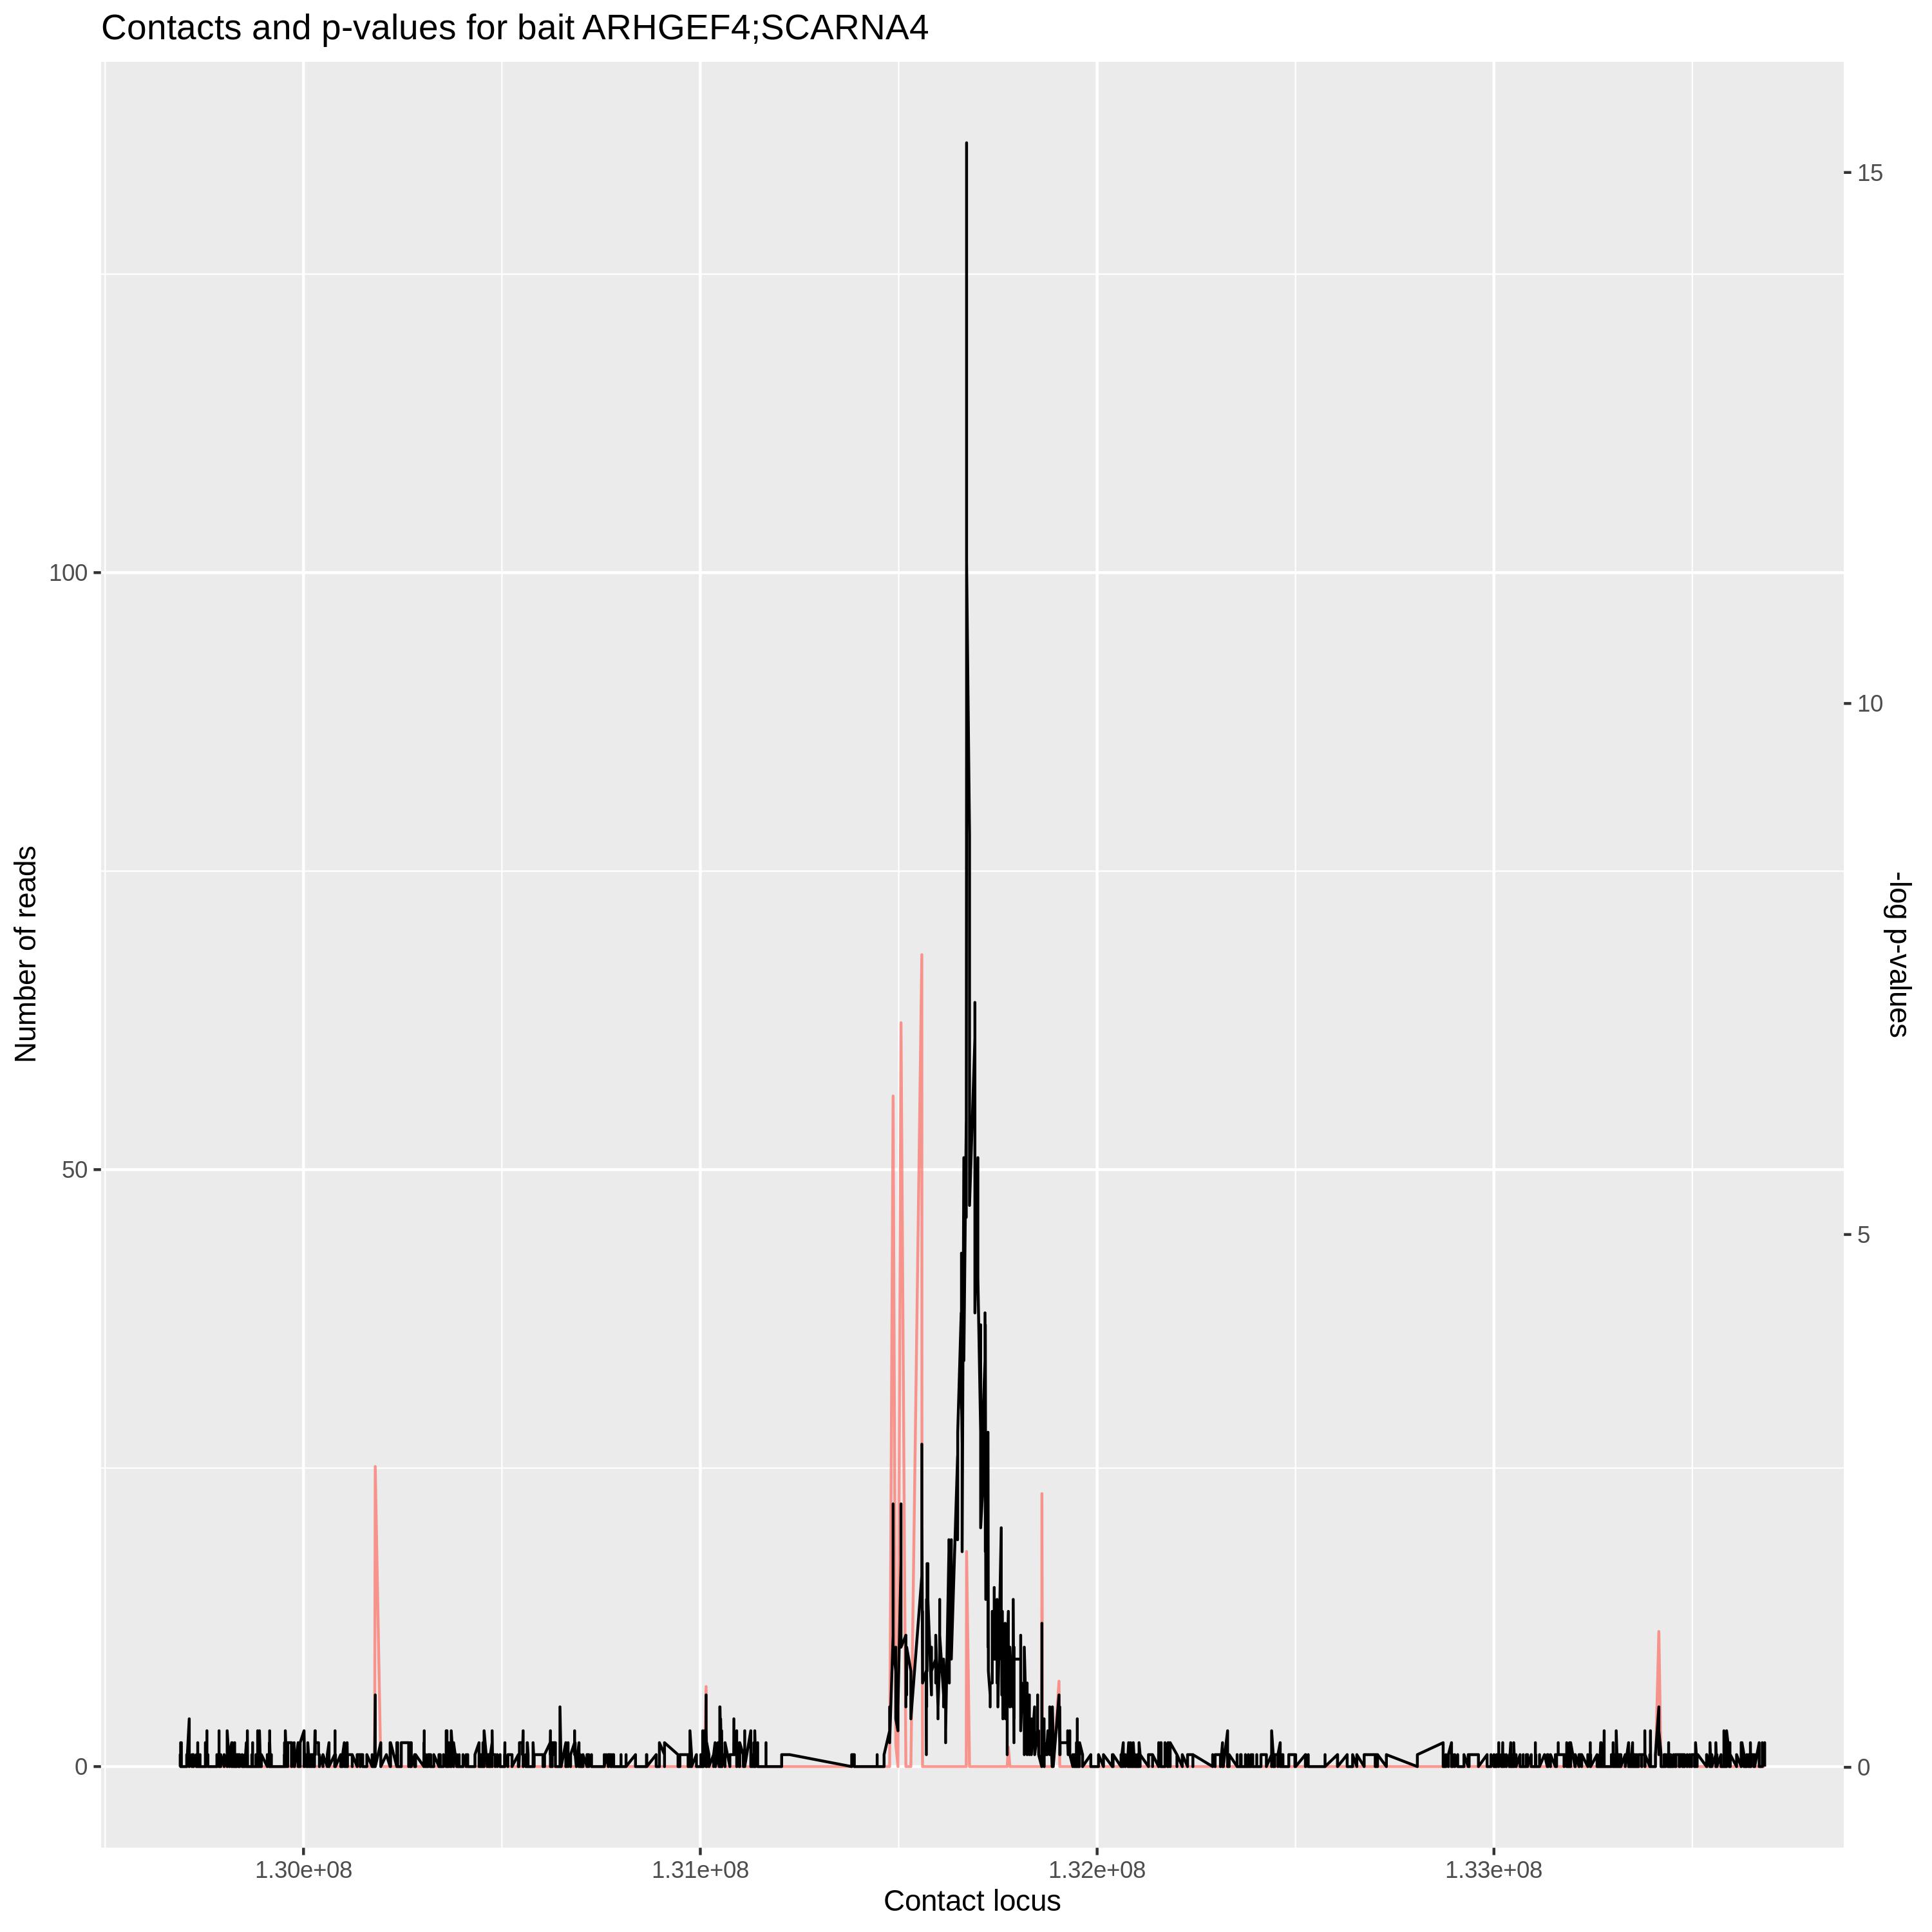 Contacts and p-values for bait ARHGEF4;SCARNA4
15
100
10
Number of reads
-log p-values
50
5
0
0
1.30e+08
1.31e+08
1.32e+08
1.33e+08
Contact locus